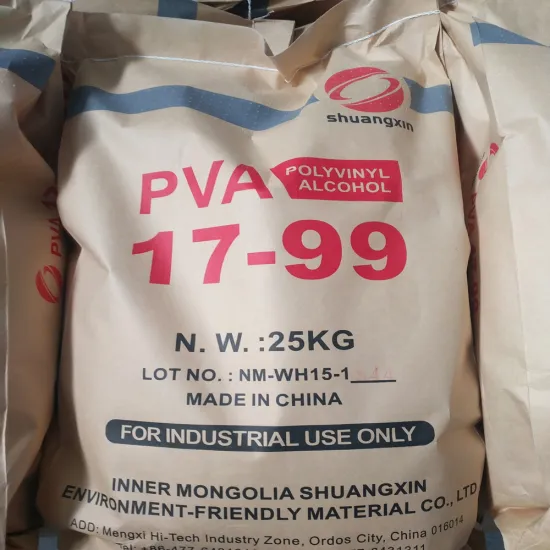 shuangxin
PVA POLYVINYL ALCOHOL
17-99
N. W. :25KG
LOT NO. : NM-WH15-1
MADE IN CHINA
FOR INDUSTRIAL USE ONLY
INNER MONGOLIA SHUANGXIN
ENVIRONMENT-FRIENDLY MATERIAL CO., LTD
ADD: Mengxi Hi-Tech Industry Zone, Ordos City, China 016014
PVA